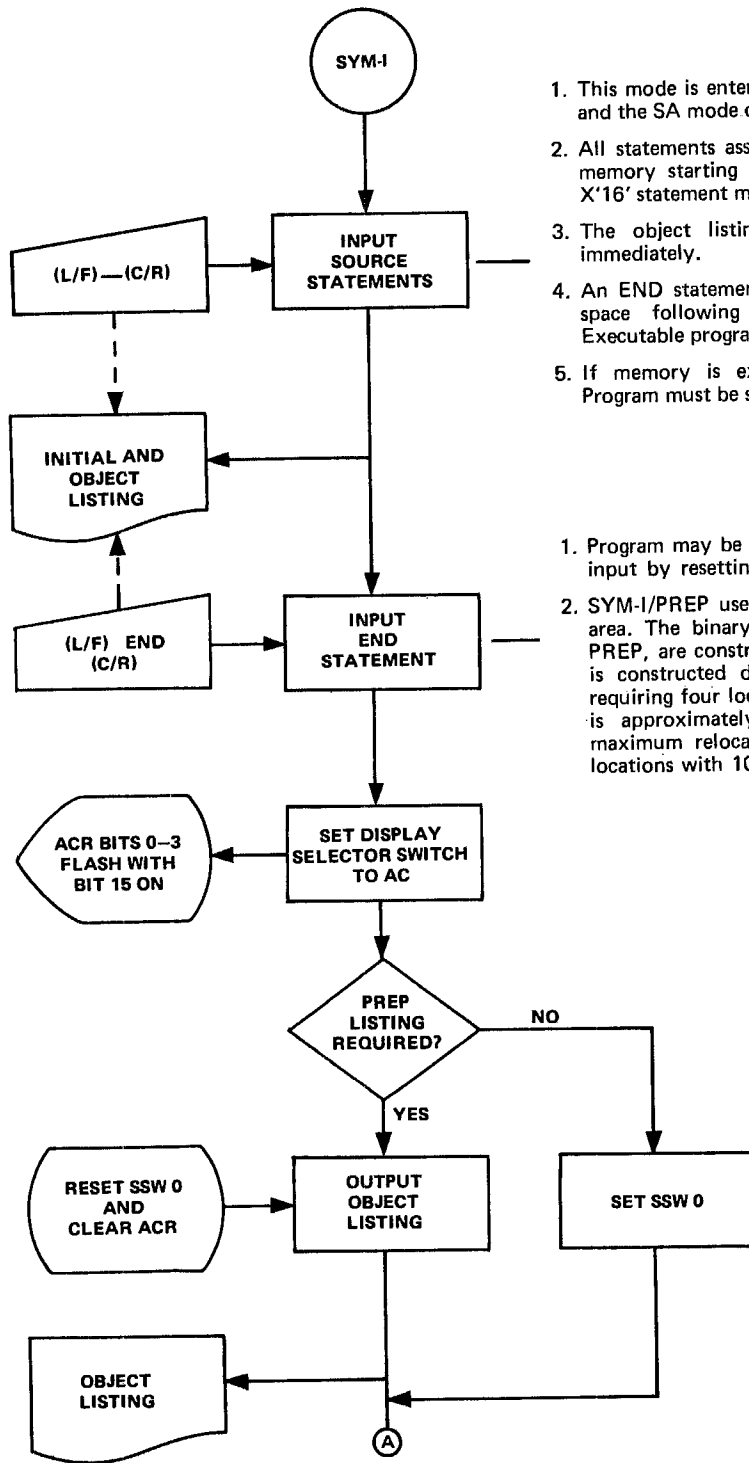 SYM-I
1. This mode is enter
and the SA mode
2. All statements ass
memory starting
X'16' statement m
3. The object listin
immediately.
4. An END statemen
space following
Executable progra
5. If memory is ex
Program must be s
INPUT
SOURCE
STATEMENTS
(L/F)—(C/R)
INITIAL AND
OBJECT
LISTING
1. Program may be
input by resettin
2. SYM-I/PREP use
area. The binary
PREP, are constr
is constructed d
requiring four loc
is approximately
maximum reloca
locations with 10
(L/F) END
(C/R)
INPUT
END
STATEMENT
ACR BITS 0–3
FLASH WITH
BIT 15 ON
SET DISPLAY
SELECTOR SWITCH
TO AC
PREP
LISTING
REQUIRED?
NO
YES
RESET SSW 0
AND
CLEAR ACR
OUTPUT
OBJECT
LISTING
SET SSW 0
OBJECT
LISTING
A